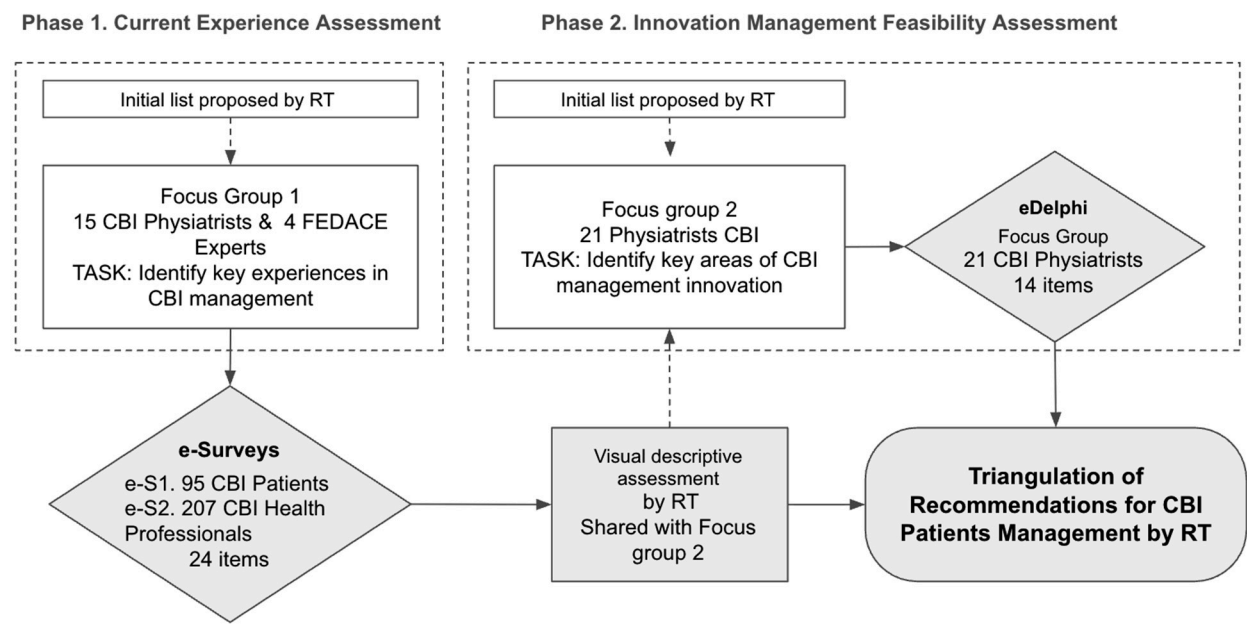 Phase 1. Current Experience Assessment
Initial list proposed by RT
Focus Group 1
15 CBI Physiatrists & 4 FEDACE
Experts
TASK: Identify key experiences in
CBI management
e-Surveys
e-S1. 95 CBI Patients
e-S2. 207 CBI Health
Professionals
24 items
Phase 2. Innovation Management Feasibility Assessment
Initial list proposed by RT
Focus group 2
21 Physiatrists CBI
TASK: Identify key areas of CBI
management innovation
eDelphi
Focus Group
21 CBI Physiatrists
14 items
Visual descriptive
assessment
by RT
Shared with Focus
group 2
Triangulation of
Recommendations for CBI
Patients Management by RT